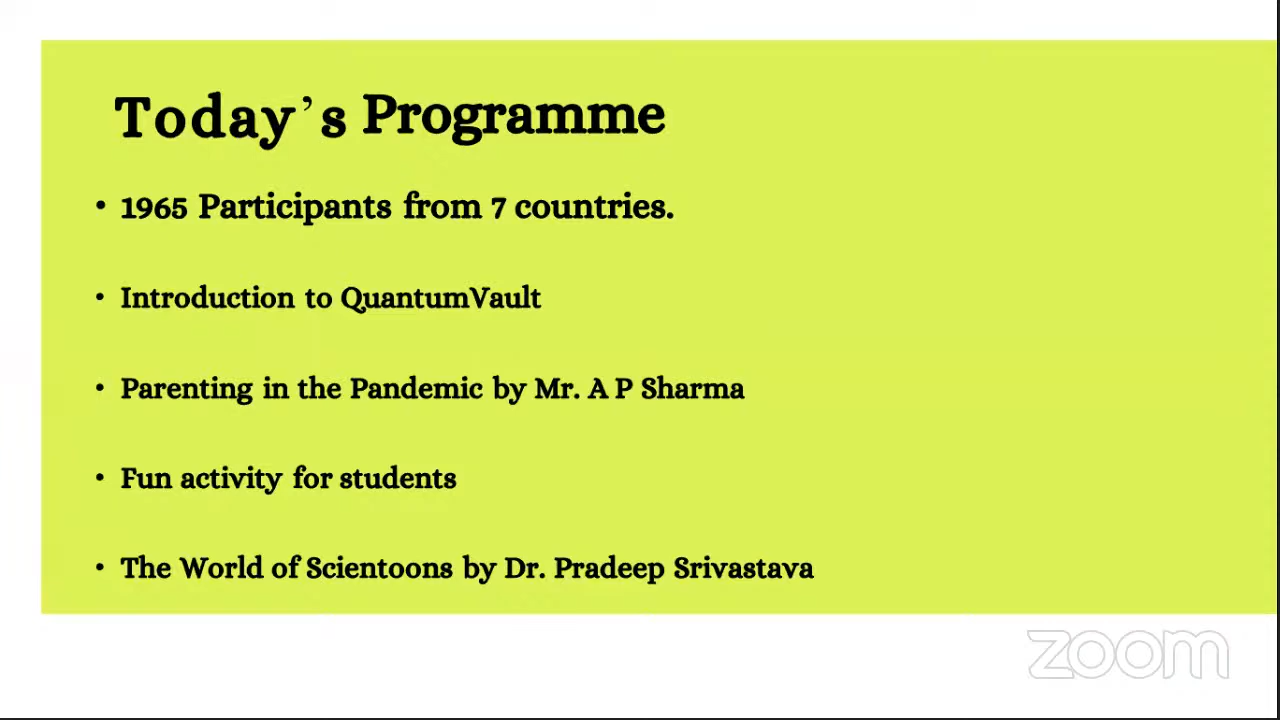 Today's Programme
• 1965 Participants from 7 countries.
• Introduction to QuantumVault
• Parenting in the Pandemic by Mr. A P Sharma
• Fun activity for students
• The World of Scientoons by Dr. Pradeep Srivastava
zoom